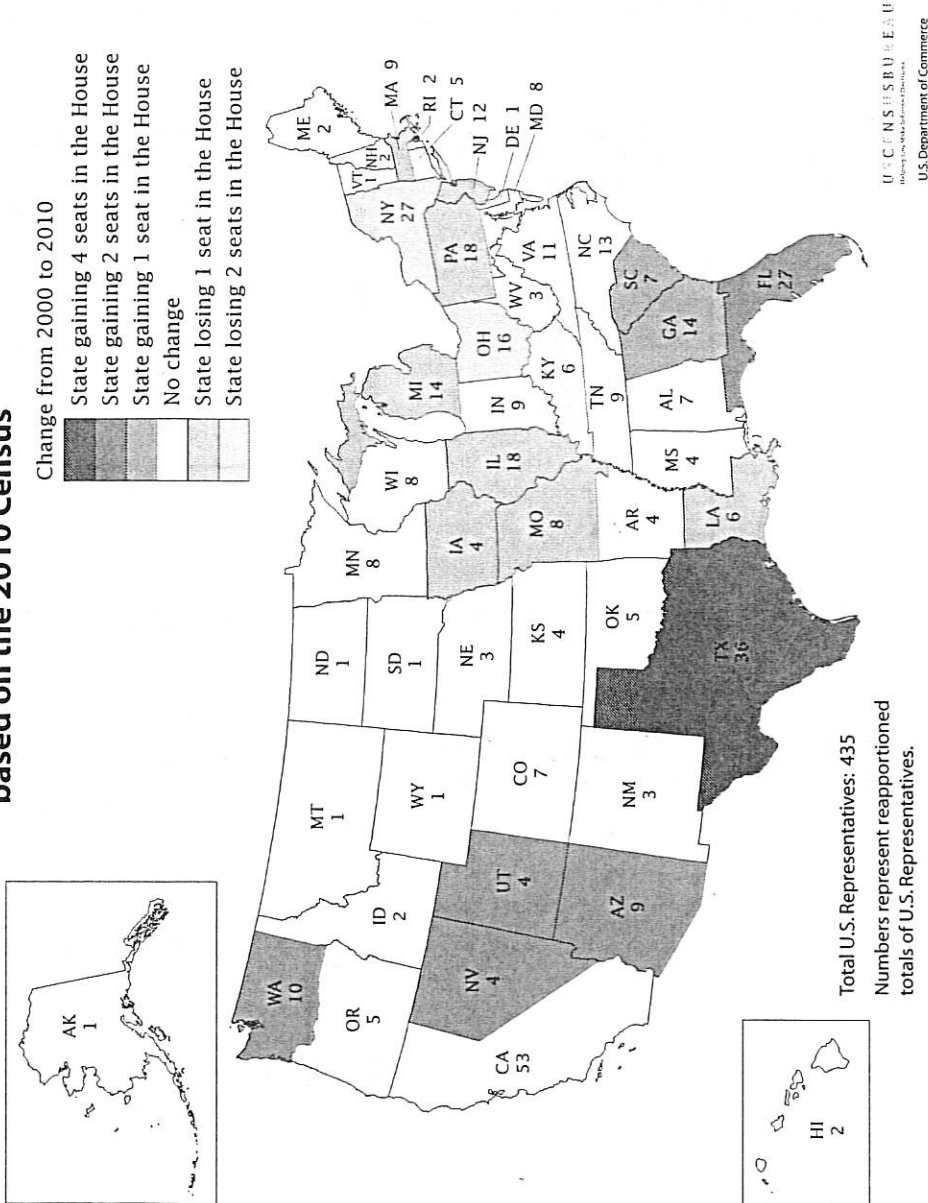 based on the 2010 Census
Change from 2000 to 2010
State gaining 4 seats in the House
State gaining 2 seats in the House
State gaining 1 seat in the House
No change
State losing 1 seat in the House
State losing 2 seats in the House
AK
1
WA
10
OR
5
CA
53
NV
4
ID
2
MT
1
WY
1
UT
4
AZ
9
CO
7
NM
3
ND
1
SD
1
NE
3
KS
4
OK
5
TX
36
MN
8
IA
4
MO
8
AR
4
LA
6
WI
8
IL
18
MI
14
IN
9
OH
16
KY
6
TN
9
MS
4
AL
7
GA
14
FL
27
SC
7
NC
13
VA
11
WV
3
PA
18
NY
27
VT
1
NH
2
ME
2
MA 9
RI 2
CT 5
NJ 12
DE 1
MD 8
HI
2
Total U.S. Representatives: 435
Numbers represent reapportioned
totals of U.S. Representatives.
USCENSUSBUREAU
U.S. Department of Commerce